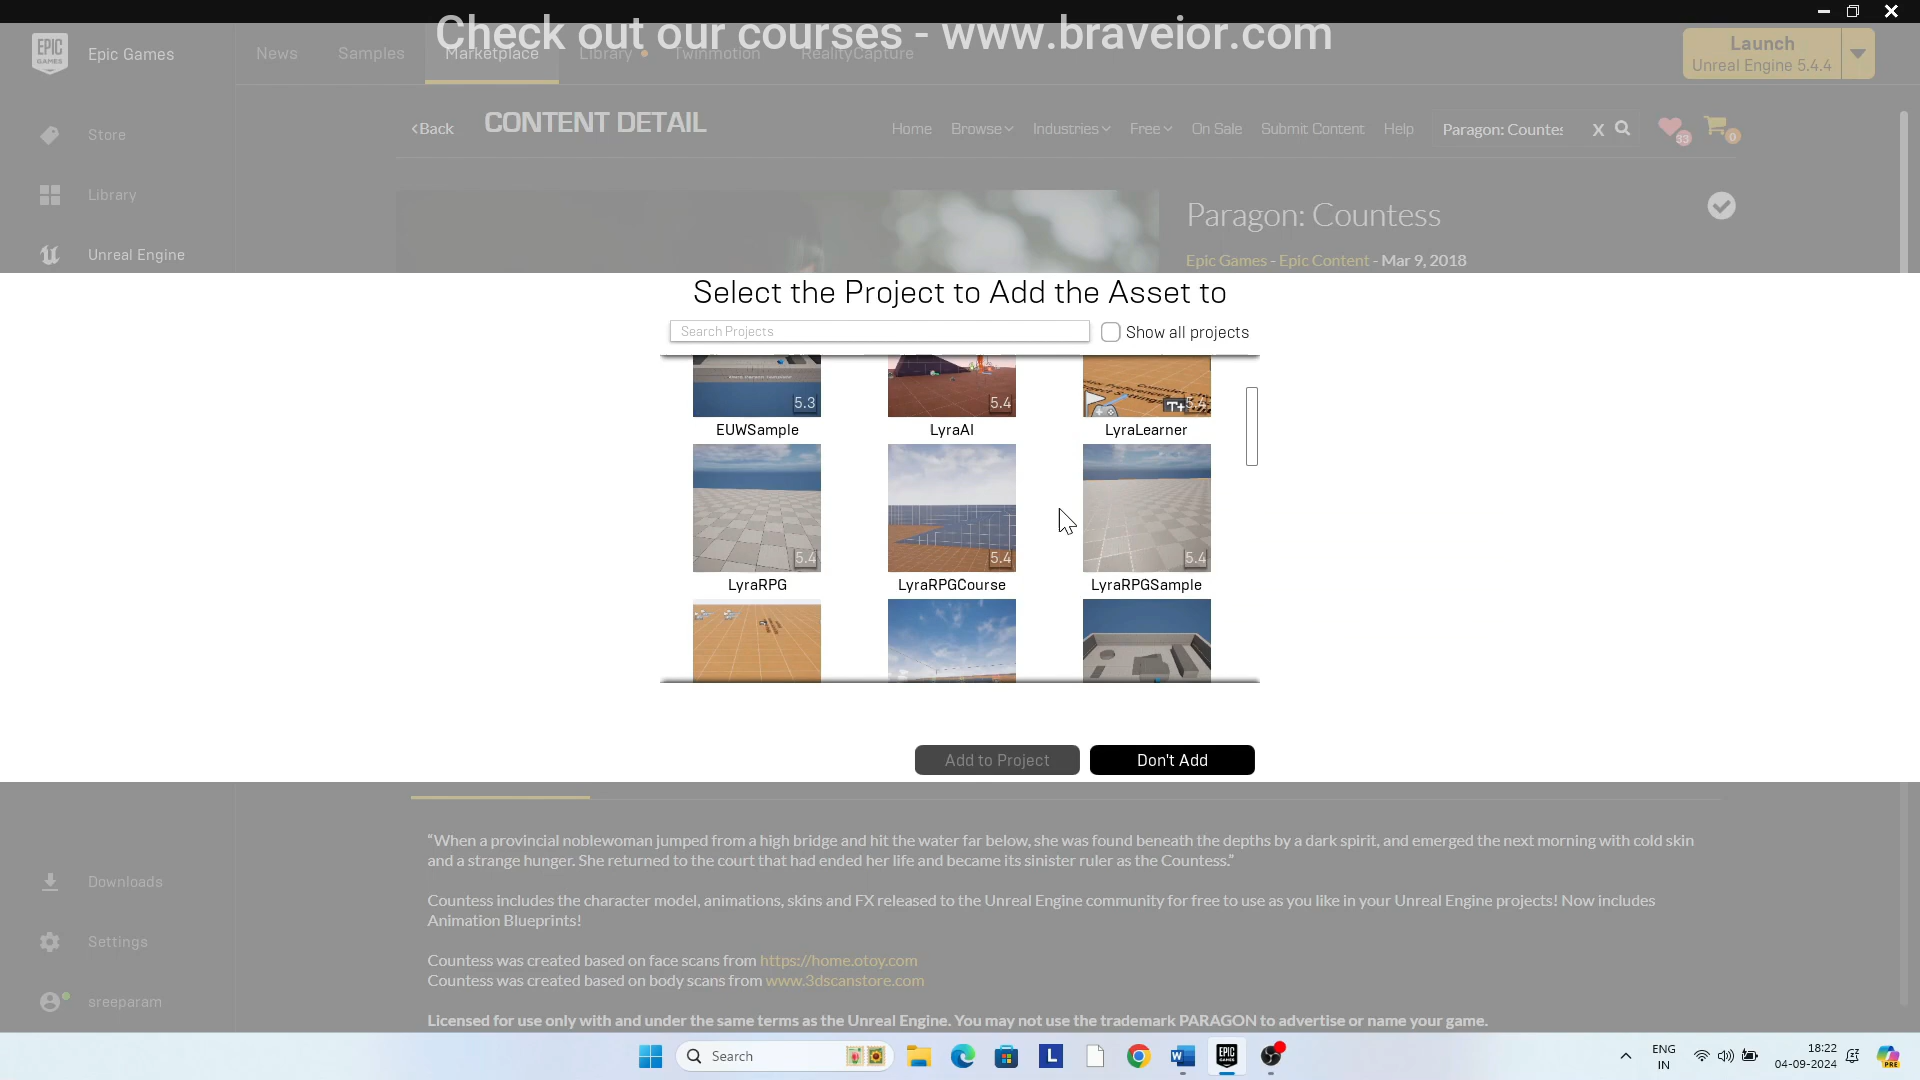 Check out our courses - www.braveior.com
EPIC GAMES
Epic Games
News
Samples
Marketplace
Library
Twinmotion
RealityCapture
Launch
Unreal Engine 5.4.4
Store
Library
Unreal Engine
<Back
CONTENT DETAIL
Home
Browse
Industries
Free
On Sale
Submit Content
Help
Paragon: Countes
X
33
0
Paragon: Countess
Epic Games - Epic Content - Mar 9, 2018
Select the Project to Add the Asset to
Search Projects
Show all projects
5.3
5.4
5.4
EUWSample
LyraAI
LyraLearner
5.4
5.4
5.4
LyraRPG
LyraRPGCourse
LyraRPGSample
Add to Project
Don't Add
“When a provincial noblewoman jumped from a high bridge and hit the water far below, she was found beneath the depths by a dark spirit, and emerged the next morning with cold skin
and a strange hunger. She returned to the court that had ended her life and became its sinister ruler as the Countess.”
Countess includes the character model, animations, skins and FX released to the Unreal Engine community for free to use as you like in your Unreal Engine projects! Now includes
Animation Blueprints!
Countess was created based on face scans from https://home.otoy.com
Countess was created based on body scans from www.3dscanstore.com
Licensed for use only with and under the same terms as the Unreal Engine. You may not use the trademark PARAGON to advertise or name your game.
Downloads
Settings
sreeparam
Search
ENG
IN
18:22
04-09-2024